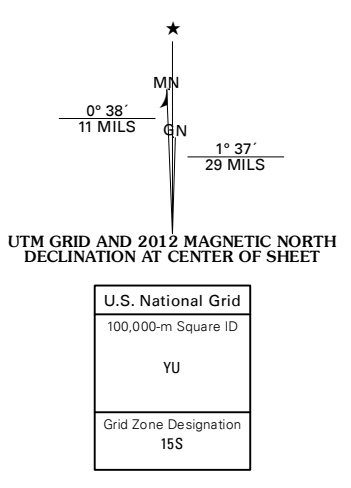 ★
MN
0° 38´
11 MILS
GN
1° 37´
29 MILS
UTM GRID AND 2012 MAGNETIC NORTH
DECLINATION AT CENTER OF SHEET
U.S. National Grid
100,000-m Square ID
YU
Grid Zone Designation
15S